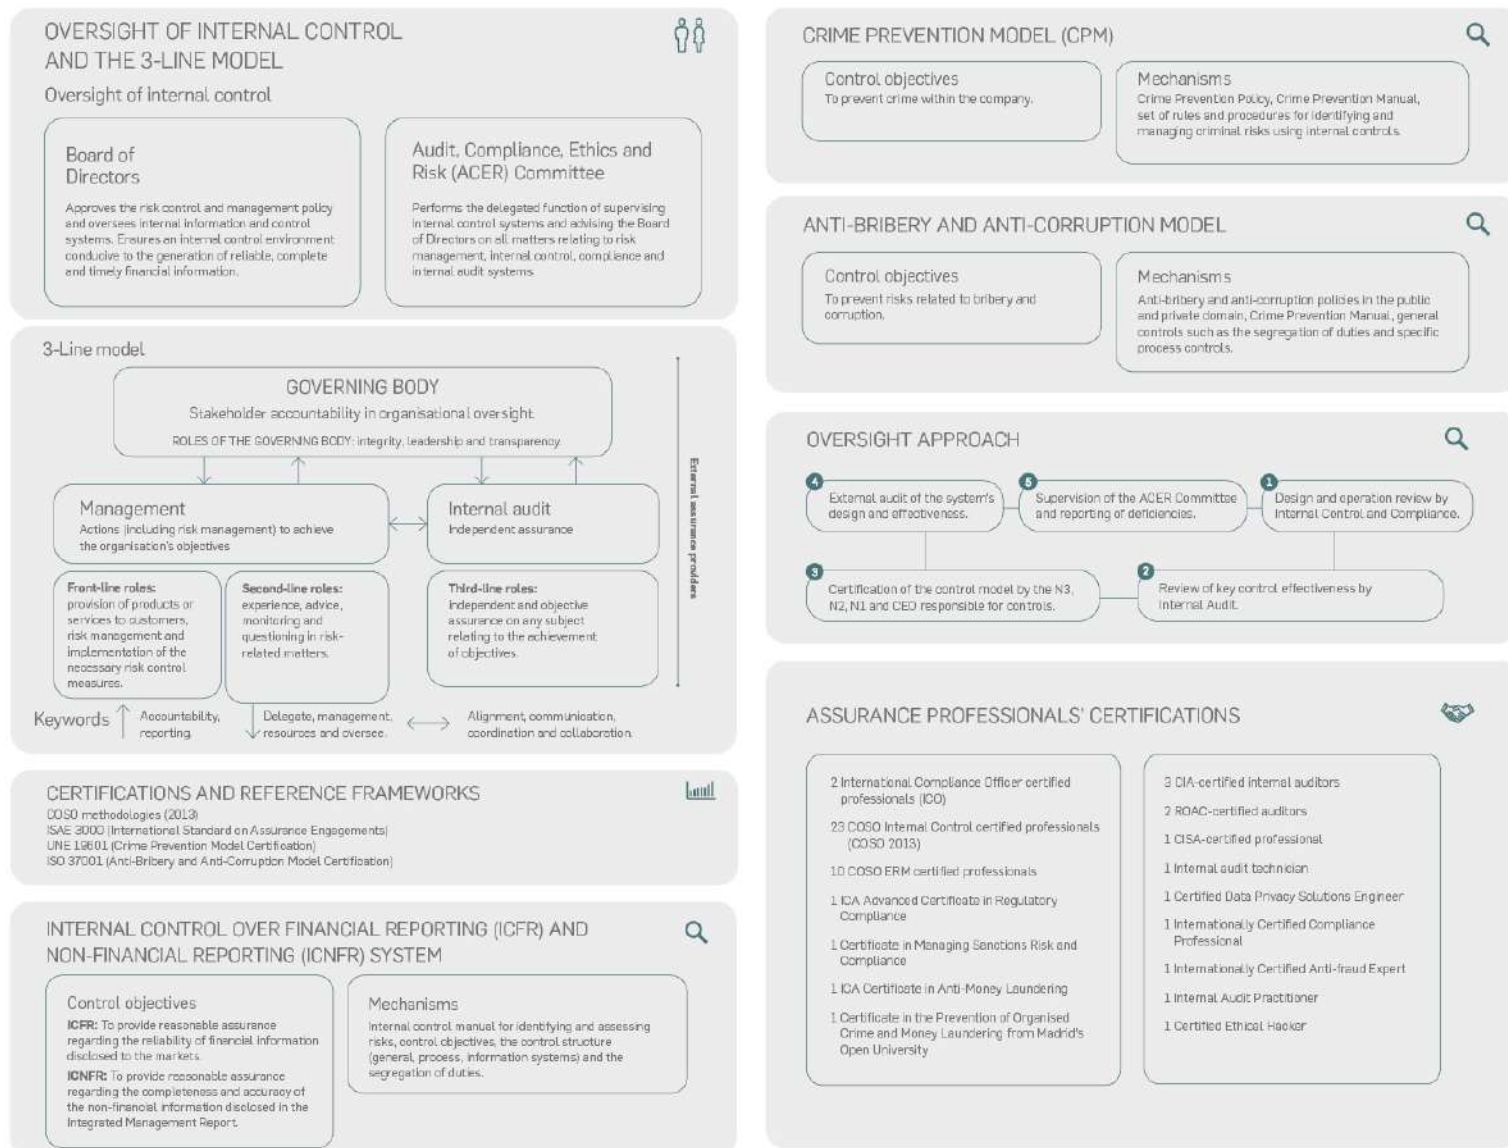 OVERSIGHT OF INTERNAL CONTROL
AND THE 3-LINE MODEL
Oversight of internal control
Board of
Directors
Approves the risk control and management policy
and oversees internal information and control
systems. Ensures an internal control environment
conducive to the generation of reliable, complete
and timely financial information.
Audit, Compliance, Ethics and
Risk (ACER) Committee
Performs the delegated function of supervising
internal control systems and advising the Board
of Directors on all matters relating to risk
management, internal control, compliance and
internal audit systems
3-Line model
GOVERNING BODY
Stakeholder accountability in organisational oversight.
ROLES OF THE GOVERNING BODY: integrity, leadership and transparency.
Management
Actions (including risk management) to achieve
the organisation's objectives
Internal audit
Independent assurance
Front-line roles:
provision of products or
services to customers,
risk management and
implementation of the
necessary risk control
measures.
Second-line roles:
experience, advice,
monitoring and
questioning in risk-
related matters.
Third-line roles:
independent and objective
assurance on any subject
relating to the achievement
of objectives.
External assurance providers
Keywords
Accountability,
reporting.
Delegate, management,
resources and oversee.
Alignment, communication,
coordination and collaboration.
CERTIFICATIONS AND REFERENCE FRAMEWORKS
COSO methodologies (2013)
ISAE 3000 (International Standard on Assurance Engagements)
UNE 19601 (Crime Prevention Model Certification)
ISO 37001 (Anti-Bribery and Anti-Corruption Model Certification)
INTERNAL CONTROL OVER FINANCIAL REPORTING (ICFR) AND
NON-FINANCIAL REPORTING (ICNFR) SYSTEM
Control objectives
ICFR: To provide reasonable assurance
regarding the reliability of financial information
disclosed to the markets.
ICNFR: To provide reasonable assurance
regarding the completeness and accuracy of
the non-financial information disclosed in the
Integrated Management Report.
Mechanisms
Internal control manual for identifying and assessing
risks, control objectives, the control structure
(general, process, information systems) and the
segregation of duties.
CRIME PREVENTION MODEL (CPM)
Control objectives
To prevent crime within the company.
Mechanisms
Crime Prevention Policy, Crime Prevention Manual,
set of rules and procedures for identifying and
managing criminal risks using internal controls.
ANTI-BRIBERY AND ANTI-CORRUPTION MODEL
Control objectives
To prevent risks related to bribery and
corruption.
Mechanisms
Anti-bribery and anti-corruption policies in the public
and private domain, Crime Prevention Manual, general
controls such as the segregation of duties and specific
process controls.
OVERSIGHT APPROACH
4
External audit of the system's
design and effectiveness.
5
Supervision of the ACER Committee
and reporting of deficiencies.
1
Design and operation review by
Internal Control and Compliance.
3
Certification of the control model by the N3,
N2, N1 and CEO responsible for controls.
2
Review of key control effectiveness by
Internal Audit.
ASSURANCE PROFESSIONALS' CERTIFICATIONS
2 International Compliance Officer certified
professionals (ICO)
23 COSO Internal Control certified professionals
(COSO 2013)
10 COSO ERM certified professionals
1 ICA Advanced Certificate in Regulatory
Compliance
1 Certificate in Managing Sanctions Risk and
Compliance
1 ICA Certificate in Anti-Money Laundering
1 Certificate in the Prevention of Organised
Crime and Money Laundering from Madrid's
Open University
3 CIA-certified internal auditors
2 ROAC-certified auditors
1 CISA-certified professional
1 Internal audit technician
1 Certified Data Privacy Solutions Engineer
1 Internationally Certified Compliance
Professional
1 Internationally Certified Anti-fraud Expert
1 Internal Audit Practitioner
1 Certified Ethical Hacker